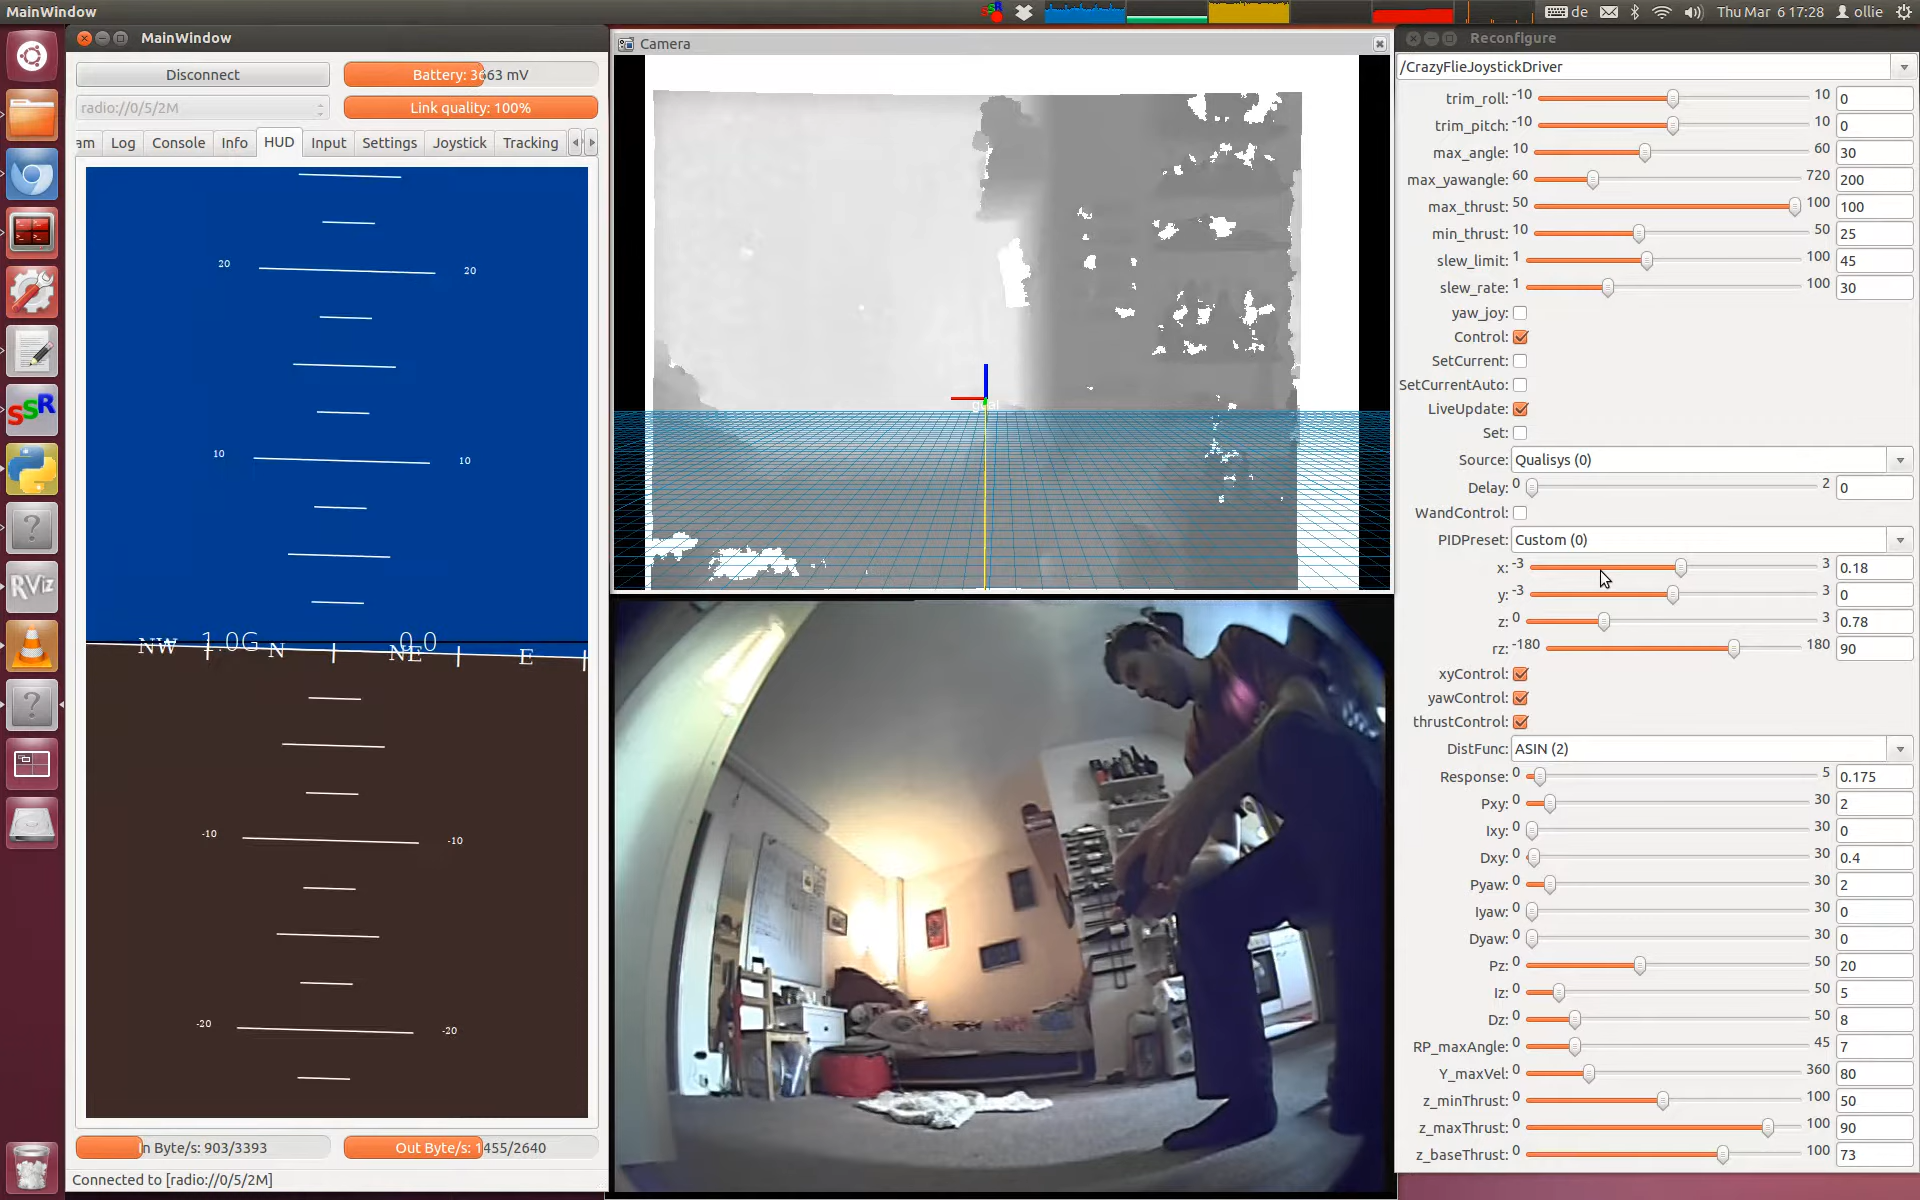 MainWindow
de
Thu Mar 6 17:28
ollie
MainWindow
Disconnect
Battery: 3663 mV
radio://0/5/2M
Link quality: 100%
am
Log
Console
Info
HUD
Input
Settings
Joystick
Tracking
20
20
10
10
NW
1.0G
N
0.0
NE
E
-10
-10
-20
-20
In Byte/s: 903/3393
Out Byte/s: 1455/2640
Connected to [radio://0/5/2M]
SSR
RViz
Camera
Reconfigure
/CrazyFlieJoystickDriver
trim_roll: -10 10 0
trim_pitch: -10 10 0
max_angle: 10 60 30
max_yawangle: 60 720 200
max_thrust: 50 100 100
min_thrust: 10 50 25
slew_limit: 1 100 45
slew_rate: 1 100 30
yaw_joy:
Control:
SetCurrent:
SetCurrentAuto:
LiveUpdate:
Set:
Source: Qualisys (0)
Delay: 0 2 0
WandControl:
PIDPreset: Custom (0)
x: -3 3 0.18
y: -3 3 0
z: 0 3 0.78
rz: -180 180 90
xyControl:
yawControl:
thrustControl:
DistFunc: ASIN (2)
Response: 0 5 0.175
Pxy: 0 30 2
Ixy: 0 30 0
Dxy: 0 30 0.4
Pyaw: 0 30 2
Iyaw: 0 30 0
Dyaw: 0 30 0
Pz: 0 50 20
Iz: 0 50 5
Dz: 0 50 8
RP_maxAngle: 0 45 7
Y_maxVel: 0 360 80
z_minThrust: 0 100 50
z_maxThrust: 0 100 90
z_baseThrust: 0 100 73